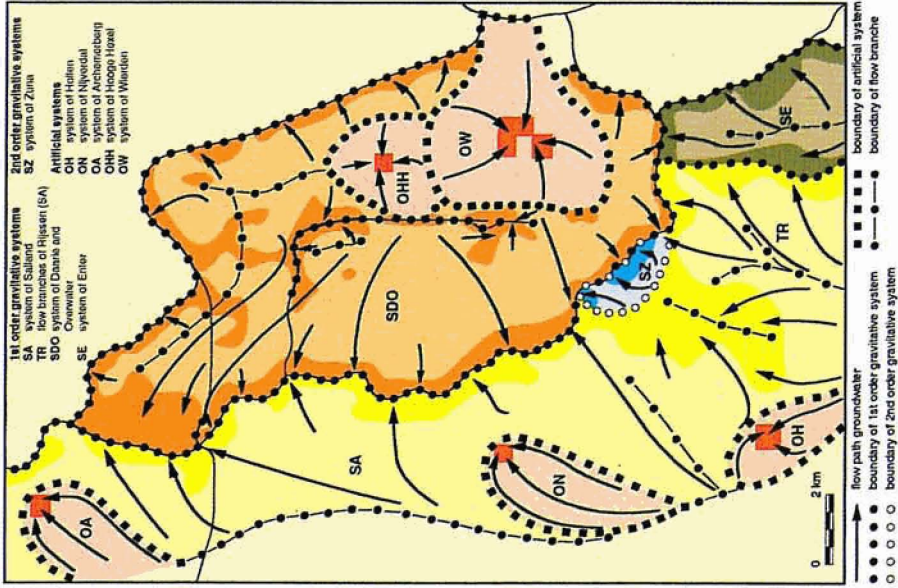 1st order gravitative systems
SA system of Salland
TR flow branches of Rijssen (SA)
SDO system of Daarle and
Overwater
SE system of Enter
2nd order gravitative systems
SZ system of Zuna
Artificial systems
OH system of Holten
ON system of Nijverdal
OA system of Archemerberg
OHH system of Hooge Hexel
OW system of Wierden
OA
SA
ON
OH
SDO
OHH
OW
SZ
TR
SE
0 2 km
flow path groundwater
boundary of 1st order gravitative system
boundary of 2nd order gravitative system
boundary of artificial system
boundary of flow branche